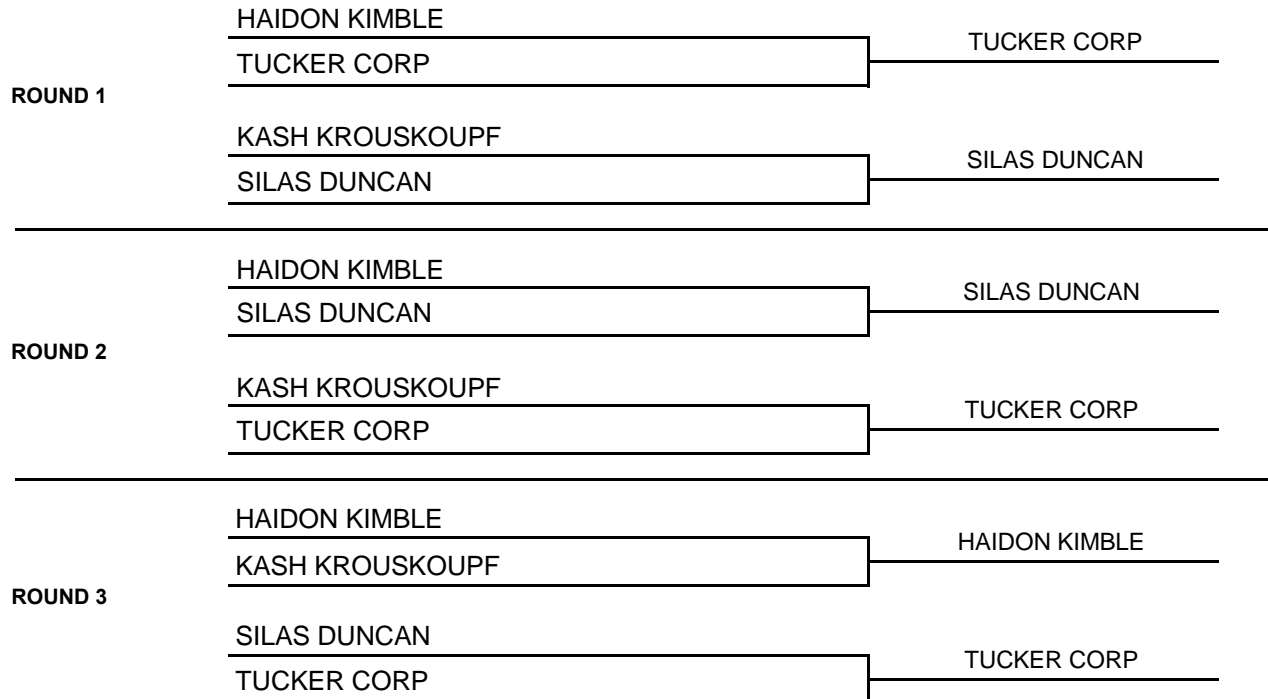 HAIDON KIMBLE
TUCKER CORP
TUCKER CORP
ROUND 1
KASH KROUSKOUPF
SILAS DUNCAN
SILAS DUNCAN
HAIDON KIMBLE
SILAS DUNCAN
SILAS DUNCAN
ROUND 2
KASH KROUSKOUPF
TUCKER CORP
TUCKER CORP
HAIDON KIMBLE
HAIDON KIMBLE
KASH KROUSKOUPF
ROUND 3
SILAS DUNCAN
TUCKER CORP
TUCKER CORP